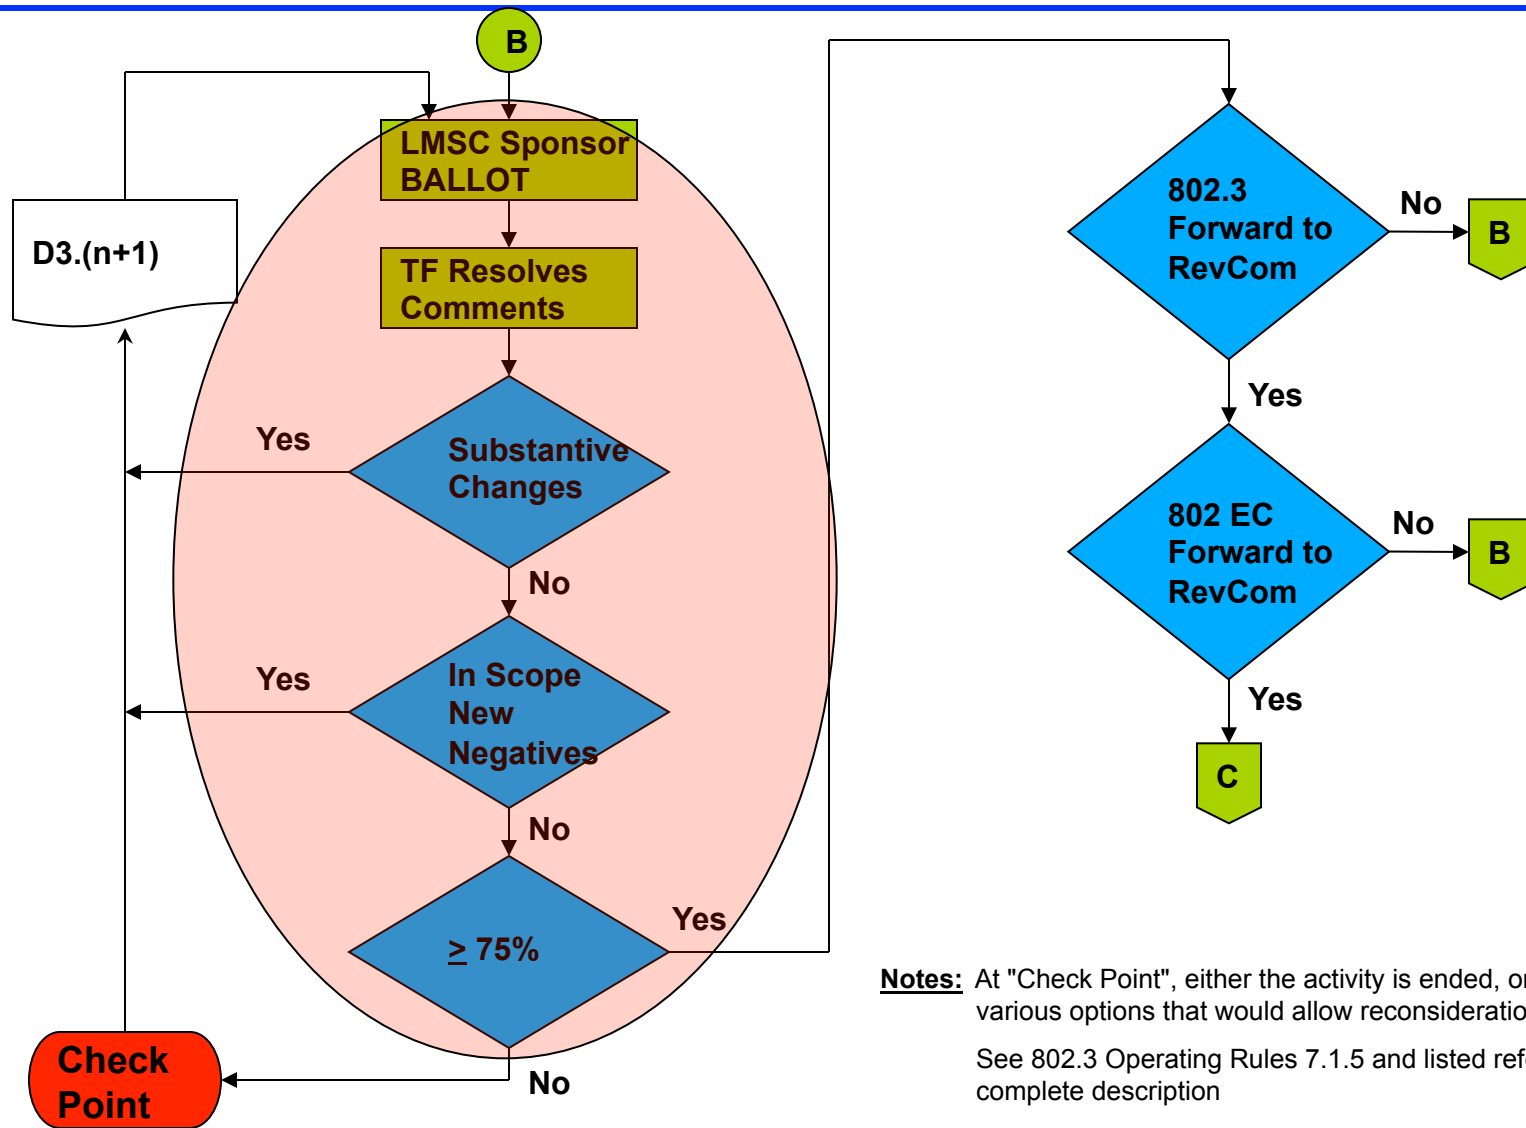 B
LMSC Sponsor
BALLOT
D3.(n+1)
TF Resolves
Comments
Yes
Substantive
Changes
No
Yes
In Scope
New
Negatives
No
≥ 75%
Yes
No
Check
Point
802.3
Forward to
RevCom
No
B
Yes
802 EC
Forward to
RevCom
No
B
Yes
C
Notes: At "Check Point", either the activity is ended, or
various options that would allow reconsideratio
See 802.3 Operating Rules 7.1.5 and listed refe
complete description